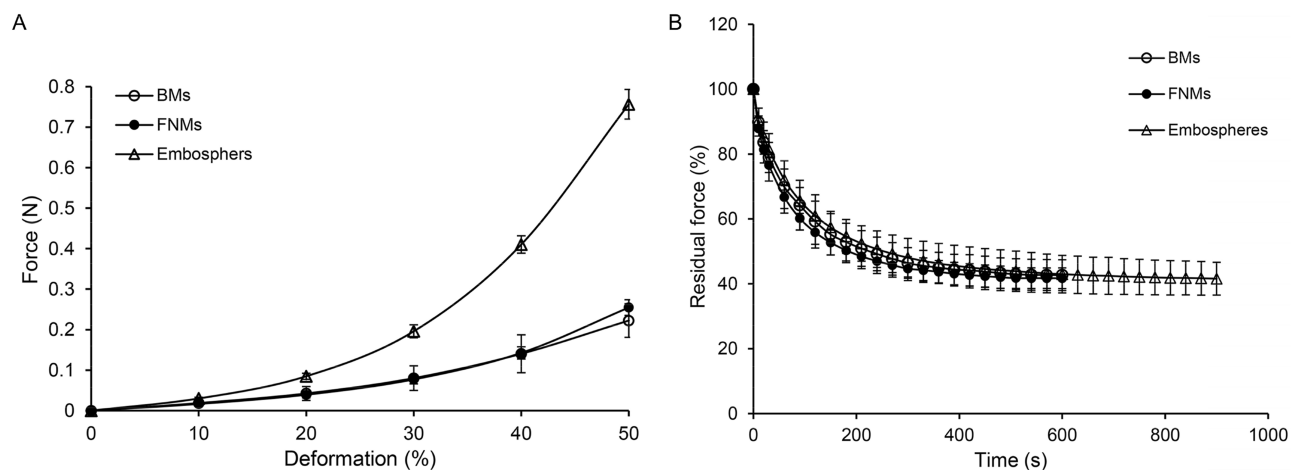 A
BMs
FNMs
Embosphers
Force (N)
0.8
0.7
0.6
0.5
0.4
0.3
0.2
0.1
0
0
10
20
30
40
50
Deformation (%)
B
BMs
FNMs
Embospheres
Residual force (%)
120
100
80
60
40
20
0
0
200
400
600
800
1000
Time (s)